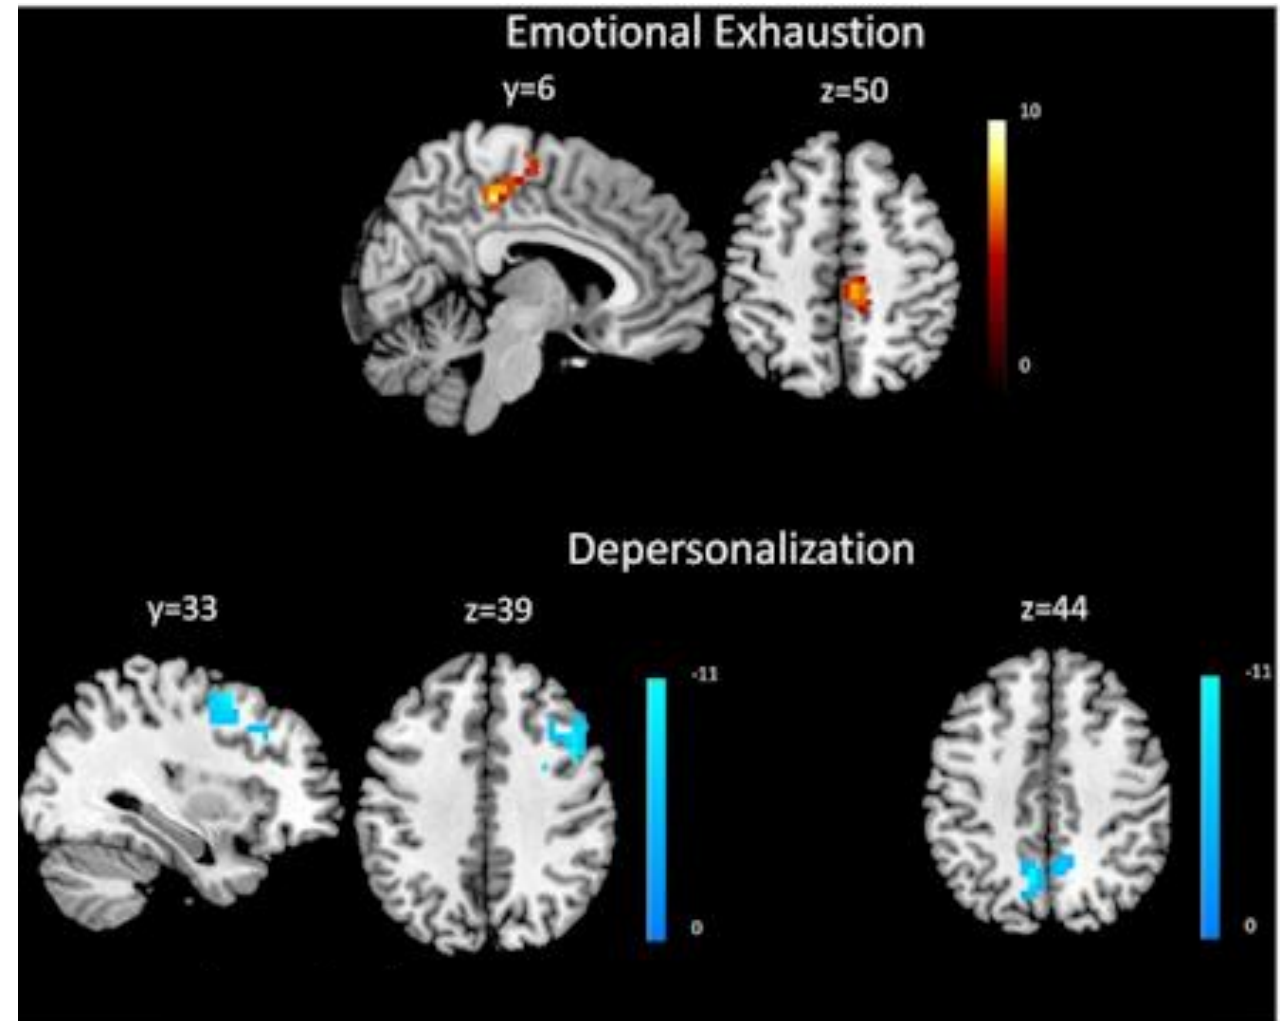 Emotional Exhaustion
y=6 z=50
10
0
Depersonalization
y=33 z=39 z=44
-11 -11
0 0